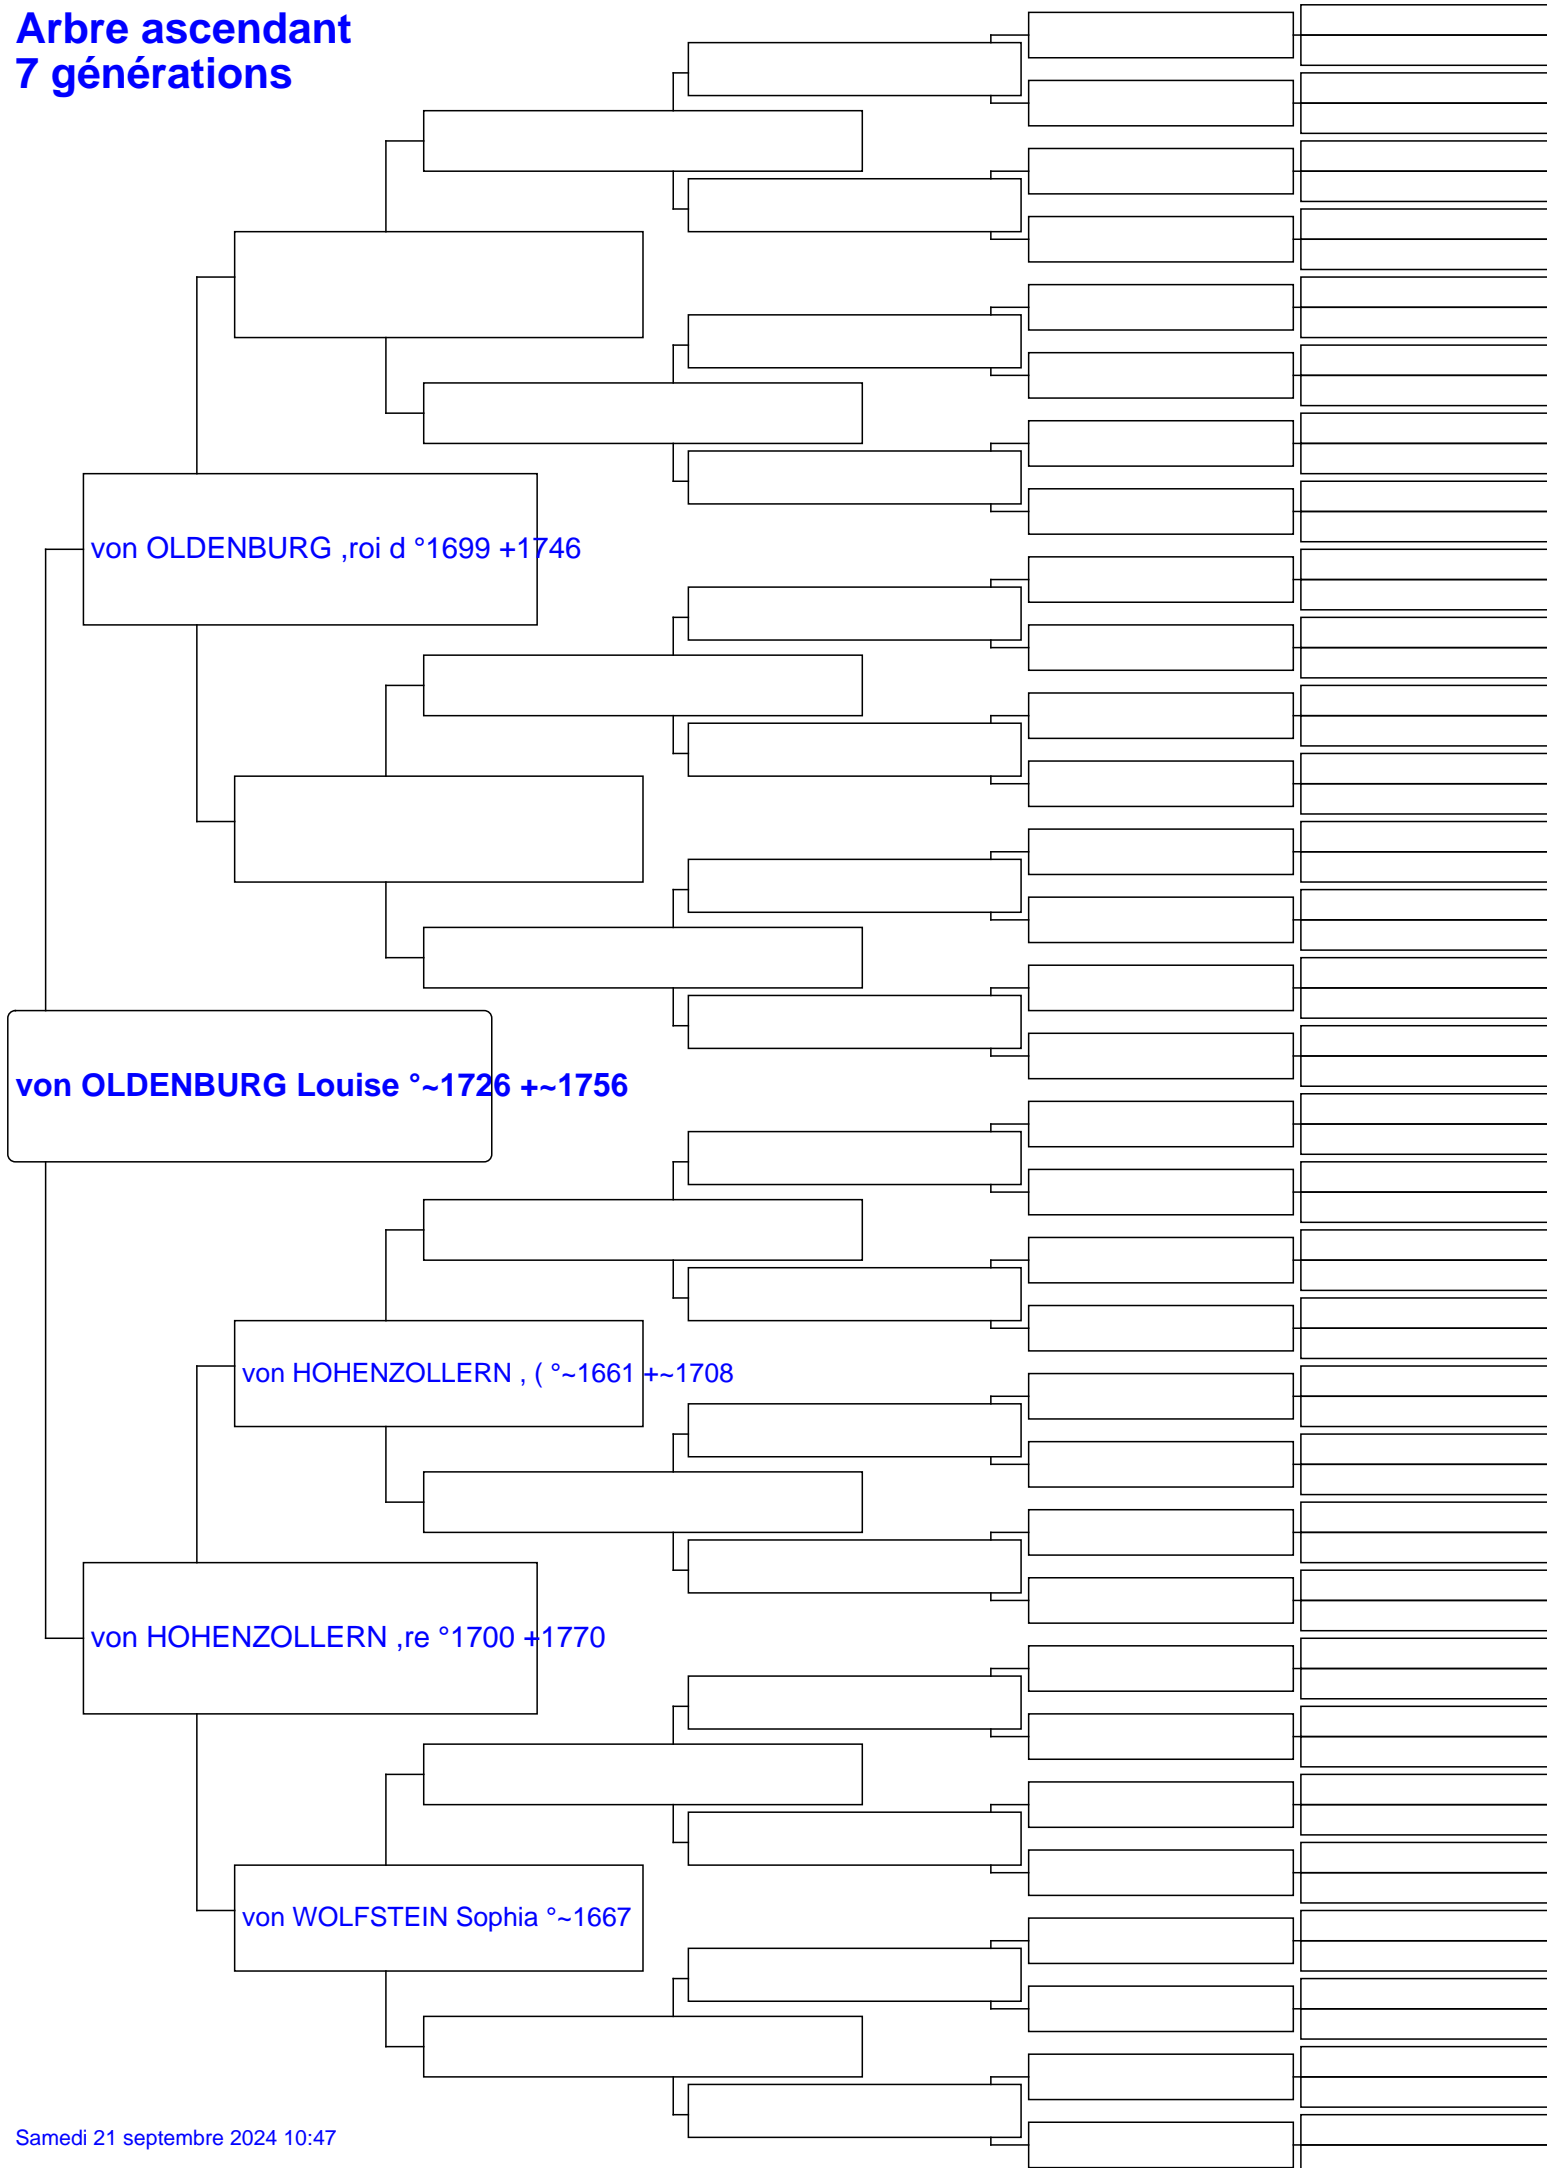 Arbre ascendant
7 générations
von OLDENBURG ,roi d °1699 +1746
von OLDENBURG Louise °~1726 +~1756
von HOHENZOLLERN , ( °~1661 +~1708
von HOHENZOLLERN ,re °1700 +1770
von WOLFSTEIN Sophia °~1667
Samedi 21 septembre 2024 10:47